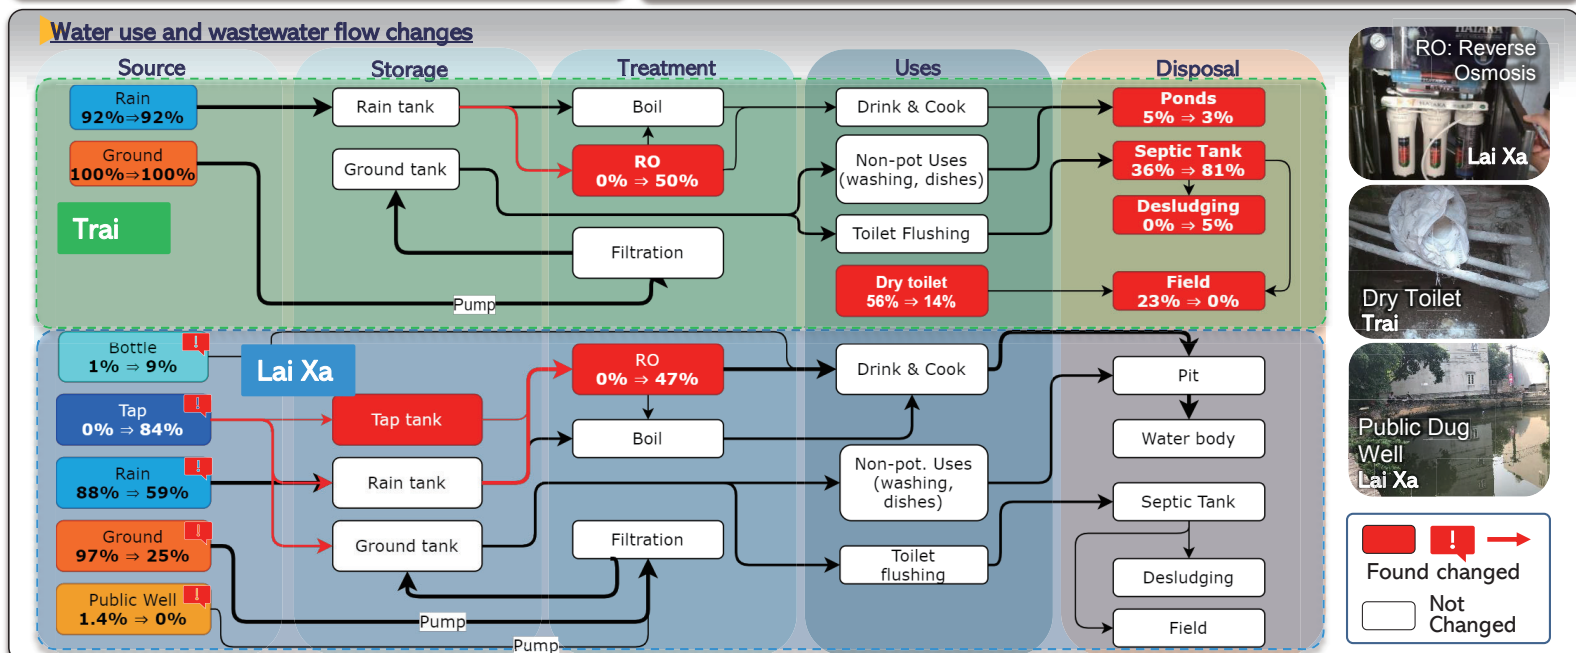 Water use and wastewater flow changes
Source
Storage
Treatment
Uses
Disposal
Rain
92%⇒92%
Ground
100%⇒100%
Trai
Rain tank
Ground tank
Boil
RO
0% ⇒ 50%
Filtration
Pump
Drink & Cook
Non-pot Uses
(washing, dishes)
Toilet Flushing
Dry toilet
56% ⇒ 14%
Ponds
5% ⇒ 3%
Septic Tank
36% ⇒ 81%
Desludging
0% ⇒ 5%
Field
23% ⇒ 0%
Bottle
1% ⇒ 9%
!
Lai Xa
Tap
0% ⇒ 84%
!
Rain
88% ⇒ 59%
!
Ground
97% ⇒ 25%
!
Public Well
1.4% ⇒ 0%
!
Tap tank
Rain tank
Ground tank
RO
0% ⇒ 47%
Boil
Filtration
Pump
Pump
Drink & Cook
Non-pot. Uses
(washing,
dishes)
Toilet
flushing
Pit
Water body
Septic Tank
Desludging
Field
HATAKA
RO: Reverse
Osmosis
Lai Xa
Dry Toilet
Trai
Public Dug
Well
Lai Xa
!
Found changed
Not
Changed